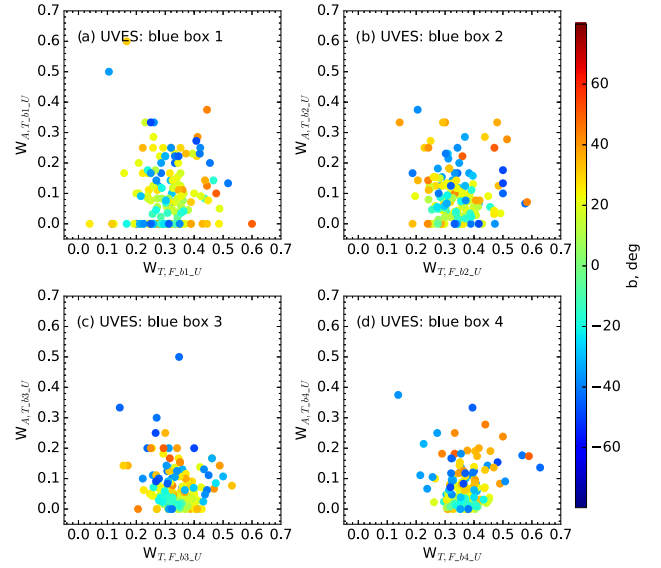 0.7
0.6
0.5
0.4
0.3
0.2
0.1
0.0
W_{A,T_b1_U}
(a) UVES: blue box 1
0.0 0.1 0.2 0.3 0.4 0.5 0.6 0.7
W_{T,F_b1_U}
0.7
0.6
0.5
0.4
0.3
0.2
0.1
0.0
W_{A,T_b2_U}
(b) UVES: blue box 2
0.0 0.1 0.2 0.3 0.4 0.5 0.6 0.7
W_{T,F_b2_U}
0.7
0.6
0.5
0.4
0.3
0.2
0.1
0.0
W_{A,T_b3_U}
(c) UVES: blue box 3
0.0 0.1 0.2 0.3 0.4 0.5 0.6 0.7
W_{T,F_b3_U}
0.7
0.6
0.5
0.4
0.3
0.2
0.1
0.0
W_{A,T_b4_U}
(d) UVES: blue box 4
0.0 0.1 0.2 0.3 0.4 0.5 0.6 0.7
W_{T,F_b4_U}
60
40
20
0
−20
−40
−60
b, deg